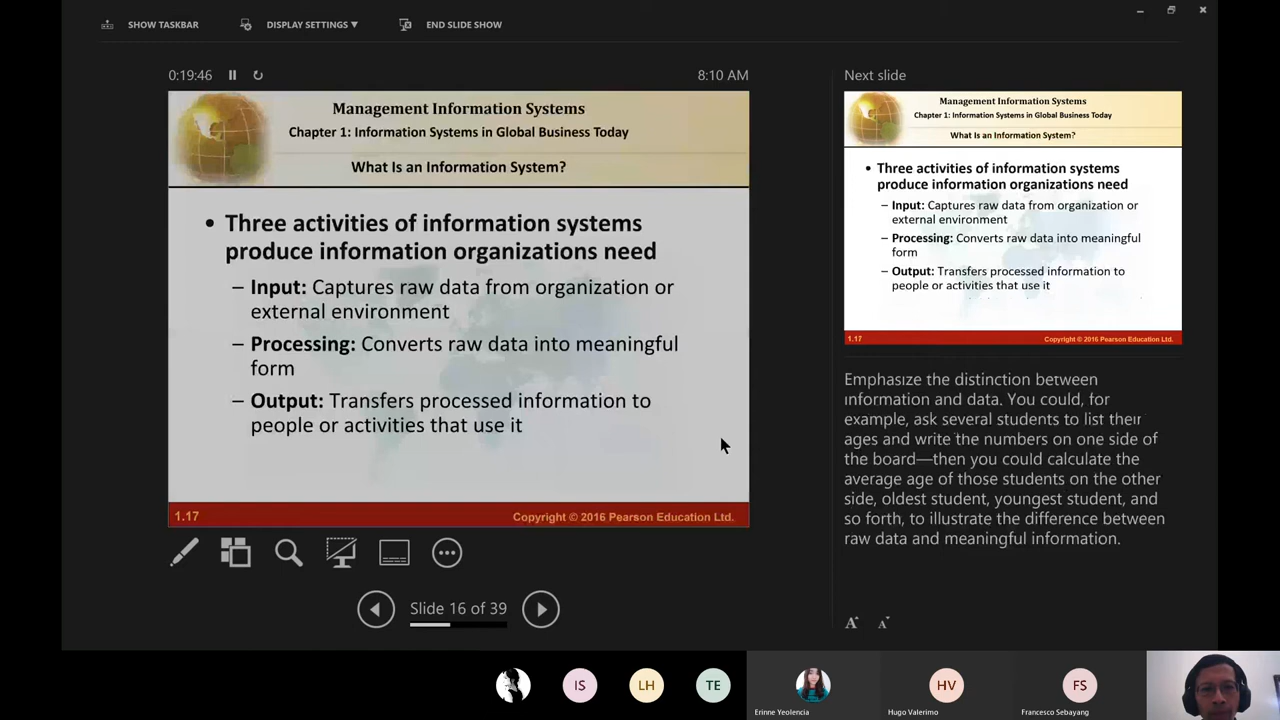 SHOW TASKBAR
DISPLAY SETTINGS ▼
END SLIDE SHOW
0:19:46
8:10 AM
Management Information Systems
Chapter 1: Information Systems in Global Business Today
What Is an Information System?
• Three activities of information systems
produce information organizations need
– Input: Captures raw data from organization or
external environment
– Processing: Converts raw data into meaningful
form
– Output: Transfers processed information to
people or activities that use it
1.17
Copyright © 2016 Pearson Education Ltd.
Slide 16 of 39
Next slide
Management Information Systems
Chapter 1: Information Systems in Global Business Today
What Is an Information System?
• Three activities of information systems
produce information organizations need
– Input: Captures raw data from organization or
external environment
– Processing: Converts raw data into meaningful
form
– Output: Transfers processed information to
people or activities that use it
1.17
Copyright © 2016 Pearson Education Ltd.
Emphasize the distinction between
information and data. You could, for
example, ask several students to list their
ages and write the numbers on one side of
the board—then you could calculate the
average age of those students on the other
side, oldest student, youngest student, and
so forth, to illustrate the difference between
raw data and meaningful information.
A A
IS
LH
TE
HV
FS
Erinne Yeolencia
Hugo Valerimo
Francesco Sebayang